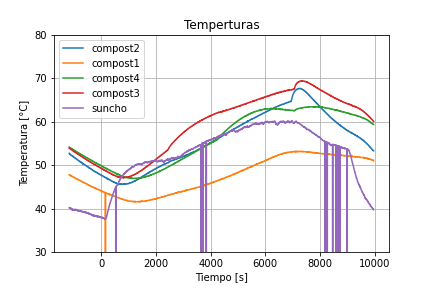 Temperturas
80
70
60
50
40
30
Temperatura [°C]
compost2
compost1
compost4
compost3
suncho
0 2000 4000 6000 8000 10000
Tiempo [s]